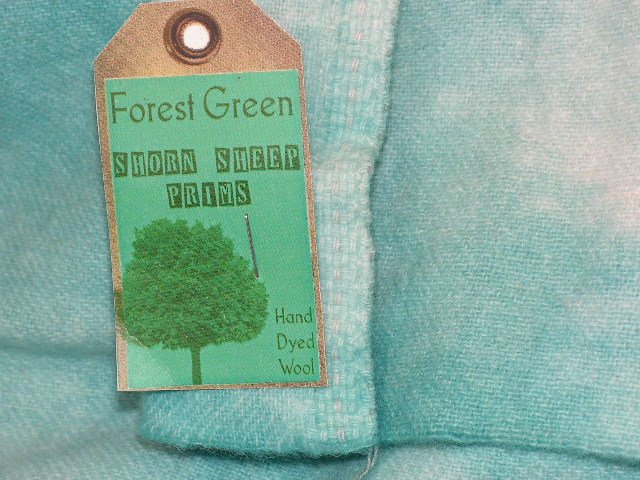 Forest Green
SHORN SHEEP
PRIMS
Hand
Dyed
Wool